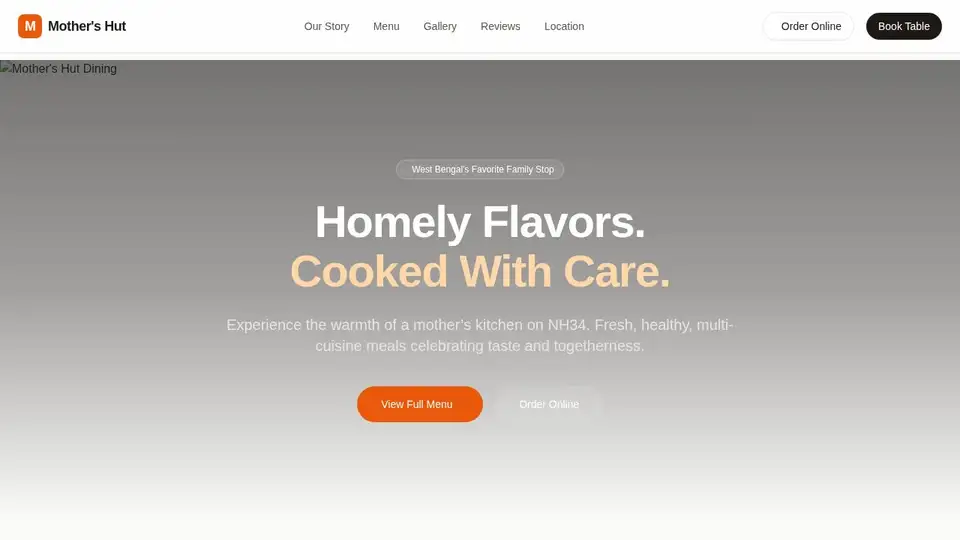 M Mother's Hut
Our Story
Menu
Gallery
Reviews
Location
Order Online
Book Table
Mother's Hut Dining
West Bengal's Favorite Family Stop
Homely Flavors.
Cooked With Care.
Experience the warmth of a mother's kitchen on NH34. Fresh, healthy, multi-
cuisine meals celebrating taste and togetherness.
View Full Menu
Order Online